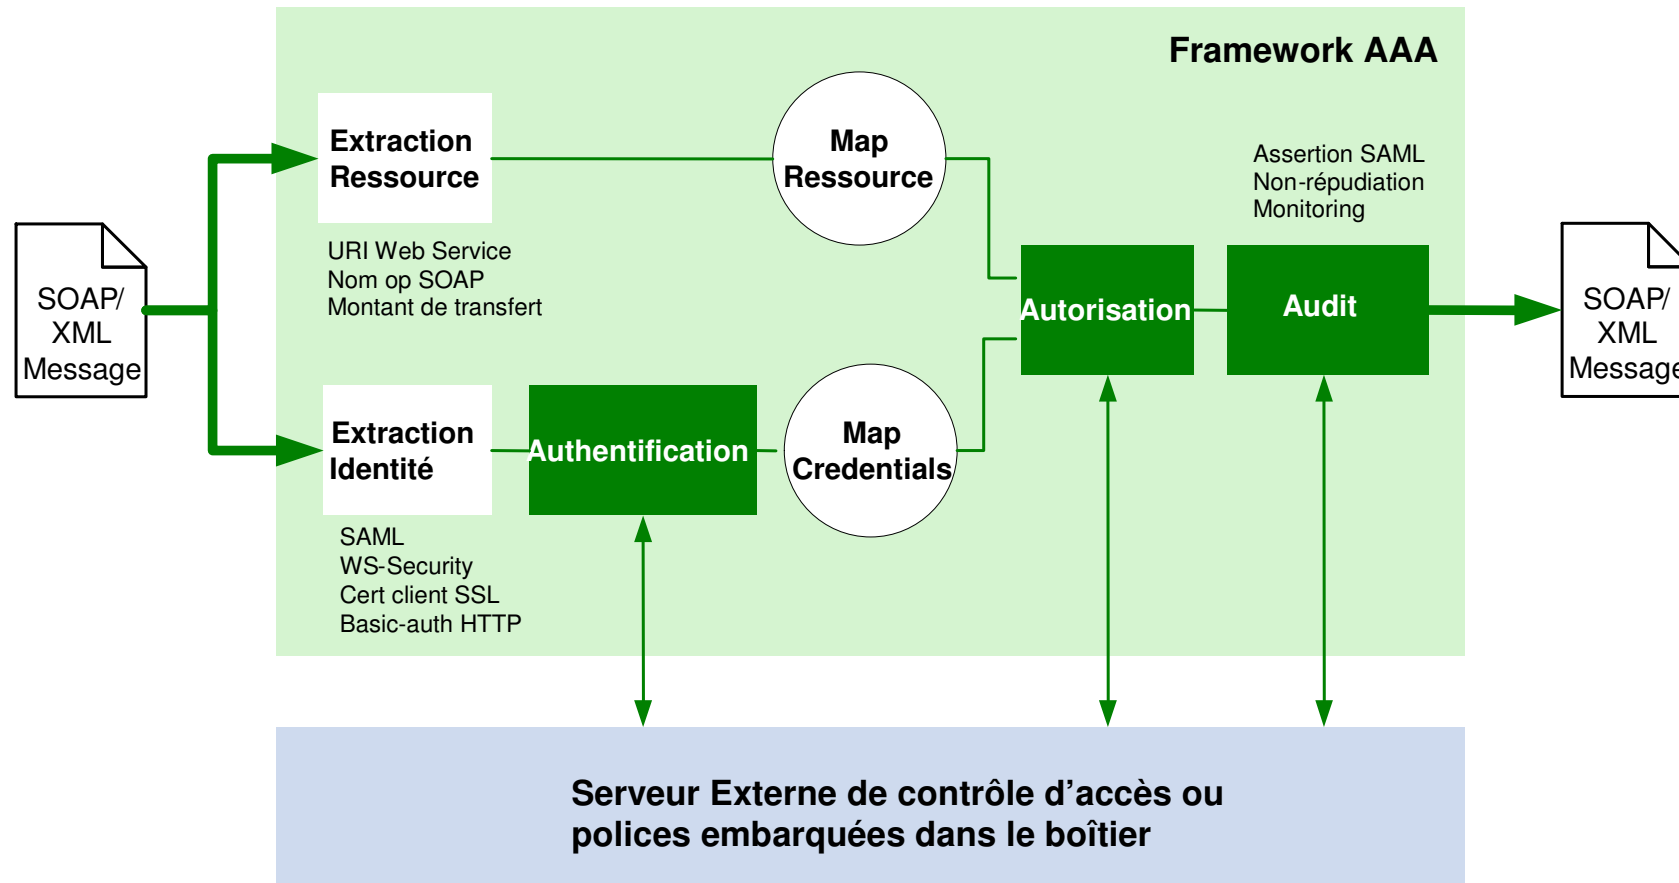 Framework AAA
Extraction
Ressource
Map
Ressource
Assertion SAML
Non-répudiation
Monitoring
URI Web Service
Nom op SOAP
Montant de transfert
SOAP/
XML
Message
Autorisation
Audit
SOAP/
XML
Message
Extraction
Identité
Authentification
Map
Credentials
SAML
WS-Security
Cert client SSL
Basic-auth HTTP
Serveur Externe de contrôle d’accès ou
polices embarquées dans le boîtier